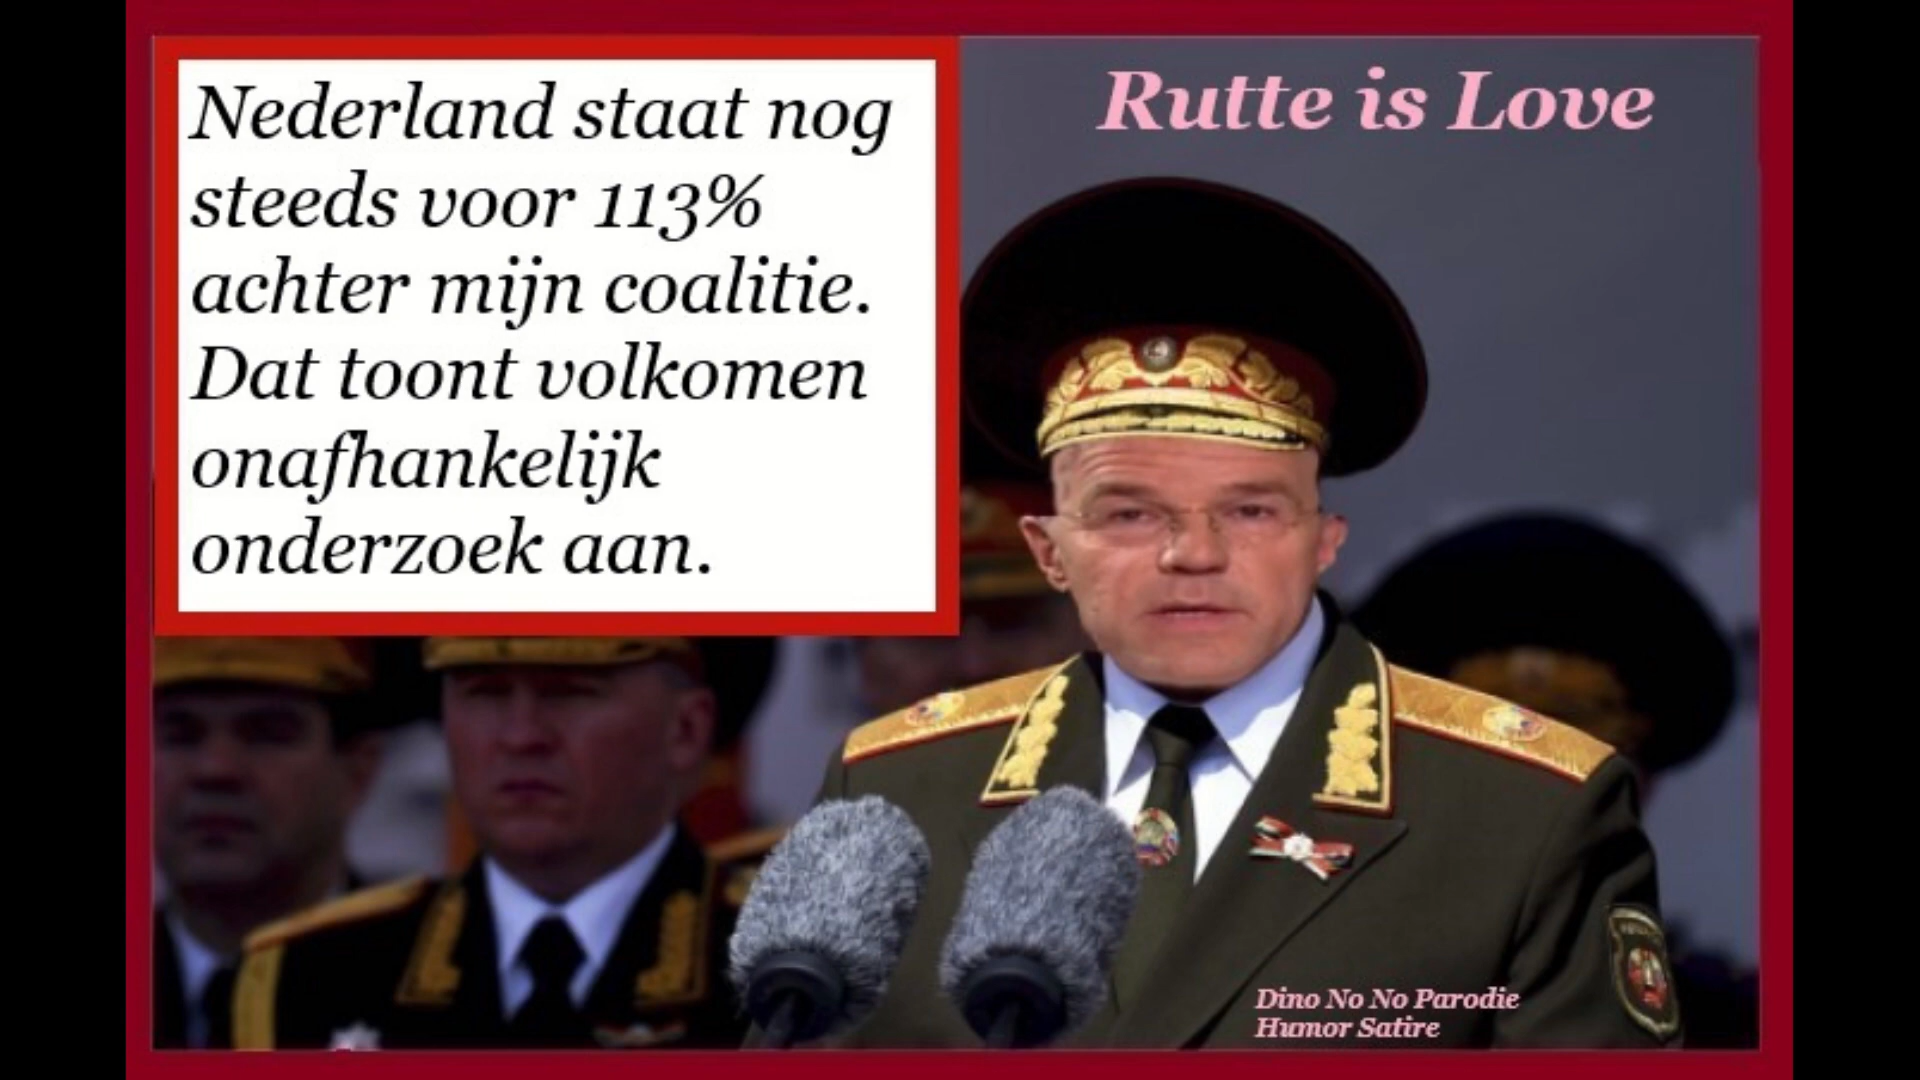 Nederland staat nog
steeds voor 113%
achter mijn coalitie.
Dat toont volkomen
onafhankelijk
onderzoek aan.
Rutte is Love
Dino No No Parodie
Humor Satire